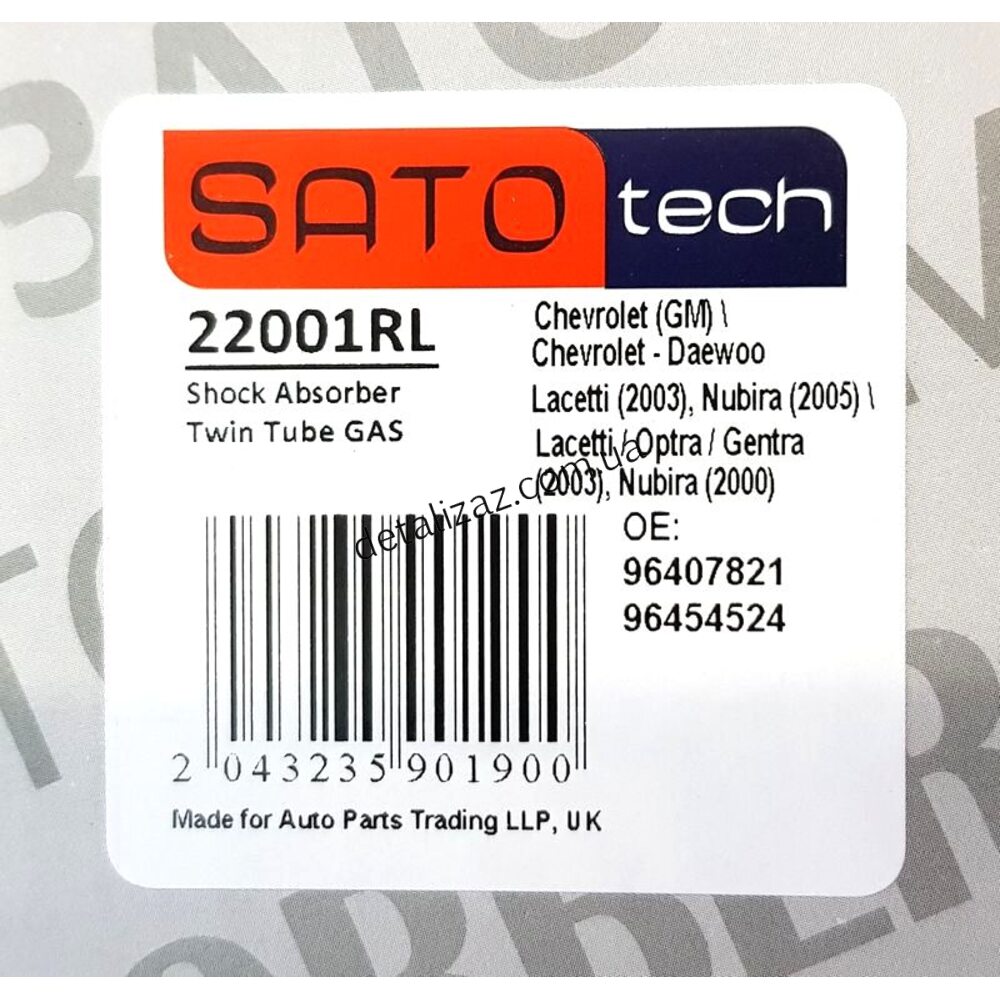 SATO tech
22001RL
Shock Absorber
Twin Tube GAS
Chevrolet (GM) \
Chevrolet - Daewoo
Lacetti (2003), Nubira (2005) \
Lacetti / Optra / Gentra
(2003), Nubira (2000)
OE:
96407821
96454524
detalizaz.com.ua
2 043235 901900
Made for Auto Parts Trading LLP, UK